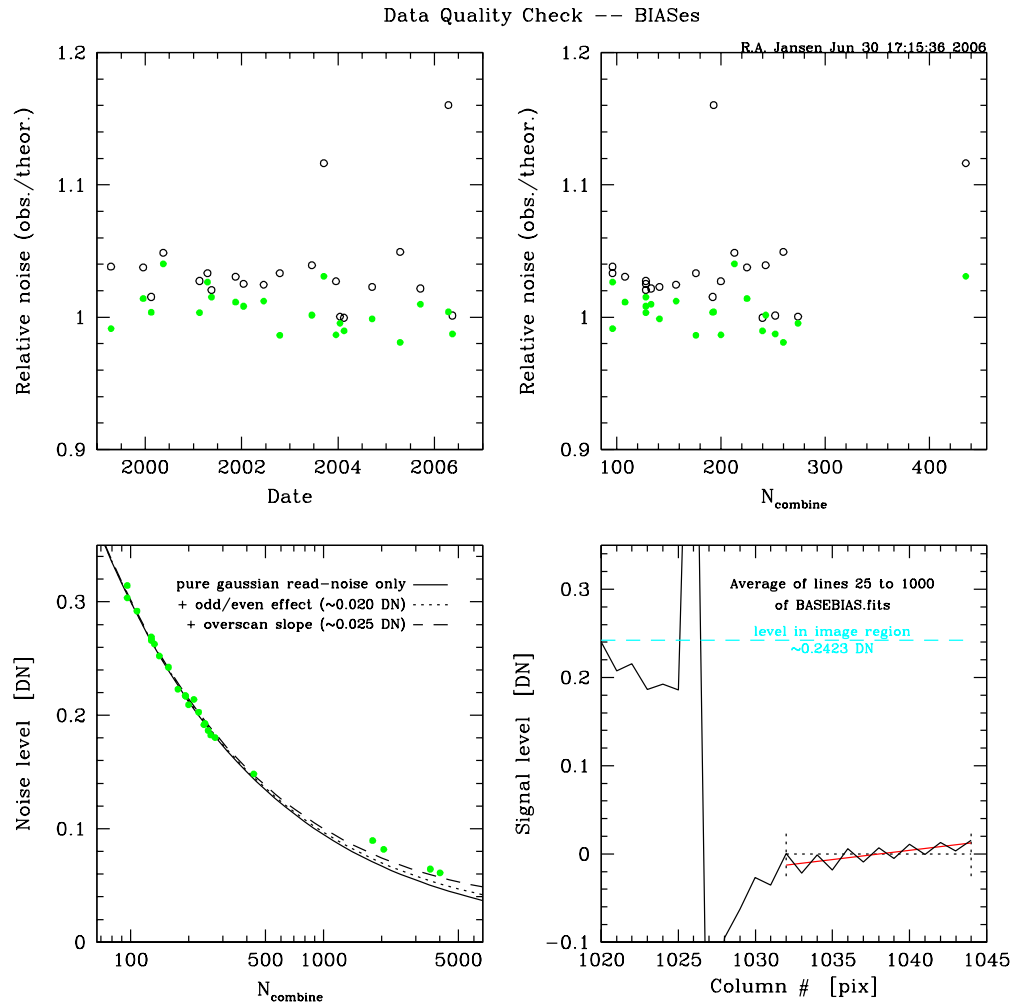 Data Quality Check -- BIASes
R.A. Jansen Jun 30 17:15:36 2006
Relative noise (obs./theor.)
1.2
1.1
1
0.9
2000 2002 2004 2006
Date
Relative noise (obs./theor.)
1.2
1.1
1
0.9
100 200 300 400
Ncombine
Noise level [DN]
0.3
0.2
0.1
0
pure gaussian read-noise only
+ odd/even effect (~0.020 DN)
+ overscan slope (~0.025 DN)
100 500 1000 5000
Ncombine
Signal level [DN]
0.3
0.2
0.1
0
-0.1
Average of lines 25 to 1000
of BASEBIAS.fits
level in image region
~0.2423 DN
1020 1025 1030 1035 1040 1045
Column # [pix]